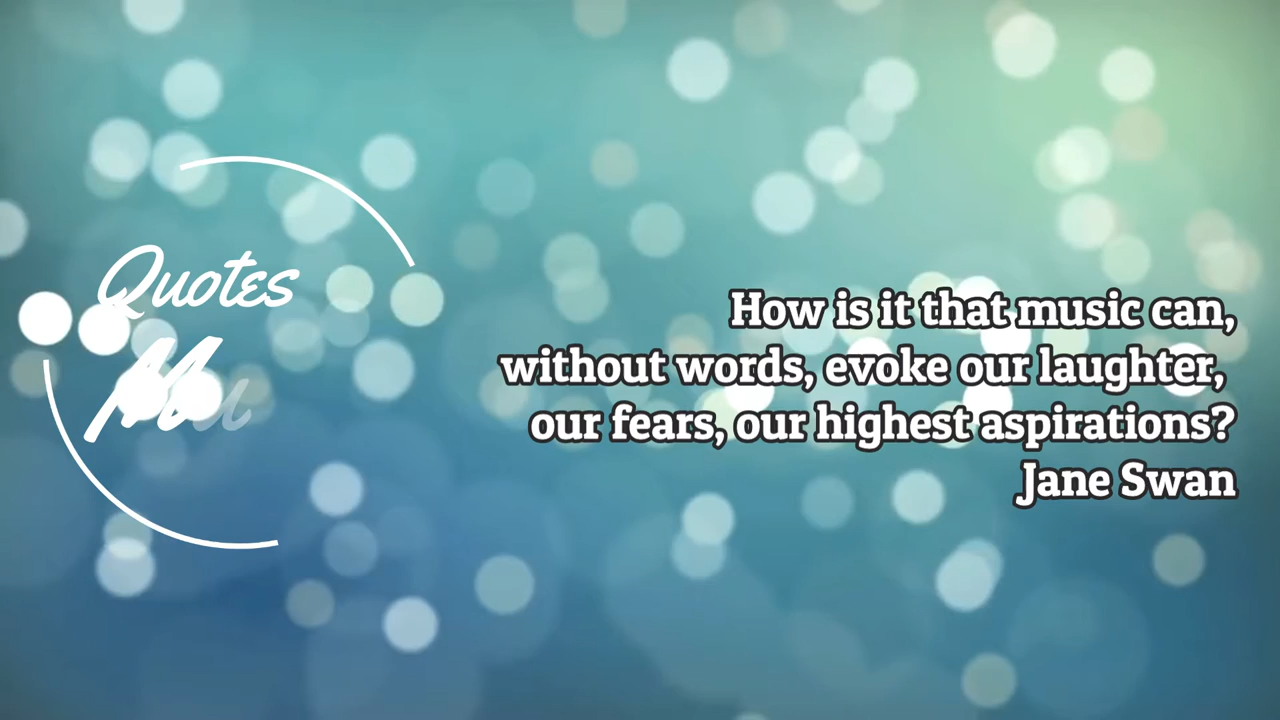 Quotes
Mu
How is it that music can,
without words, evoke our laughter,
our fears, our highest aspirations?
Jane Swan